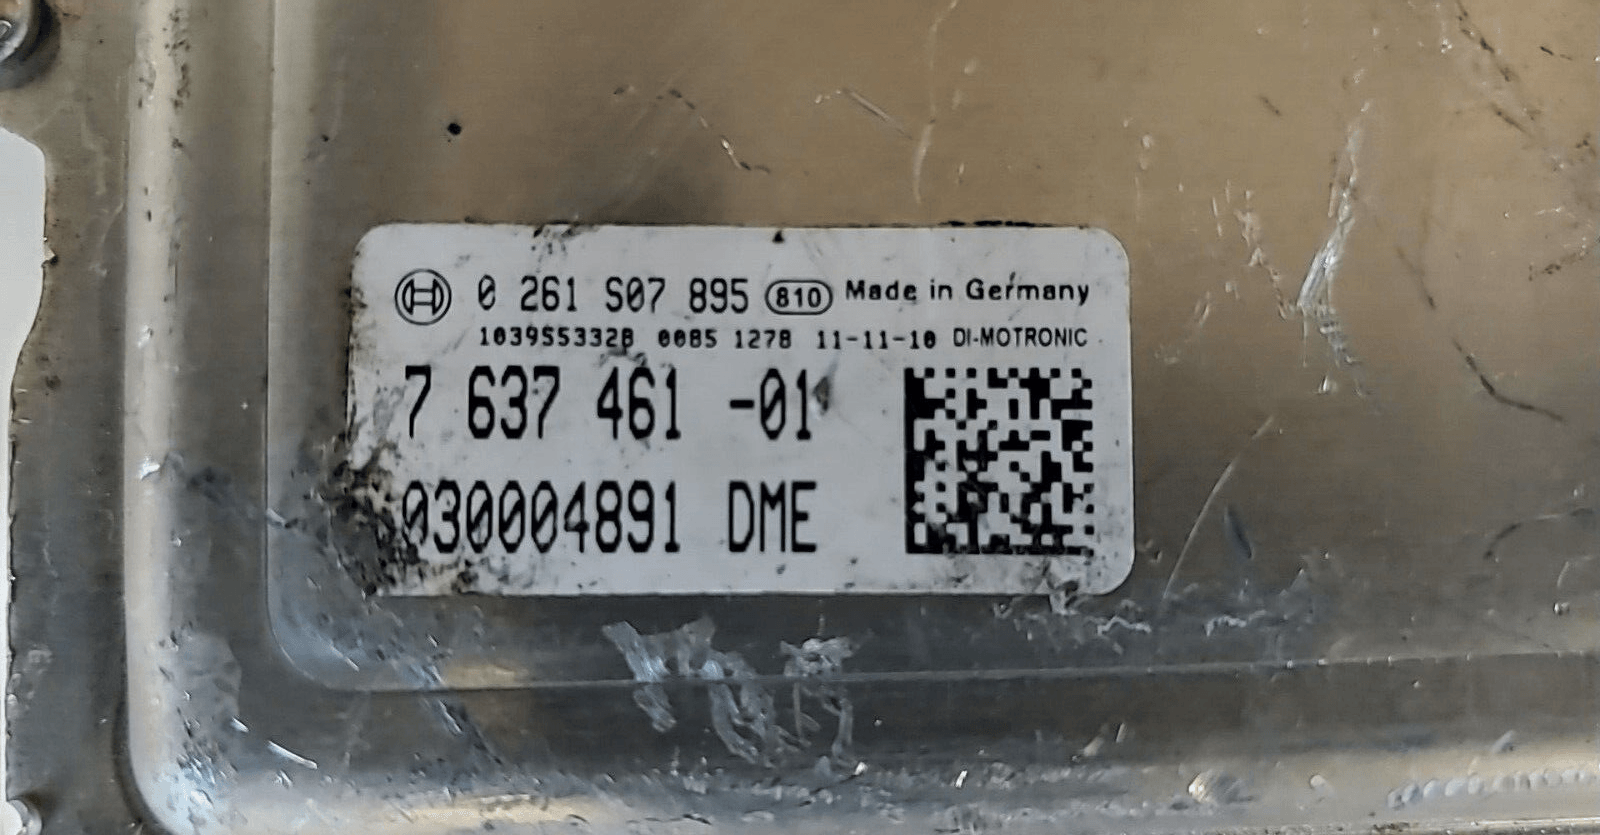 0 261 S07 895 810 Made in Germany
1039S53328 0085 1278 11-11-10 DI-MOTRONIC
7 637 461 -01
030004891 DME